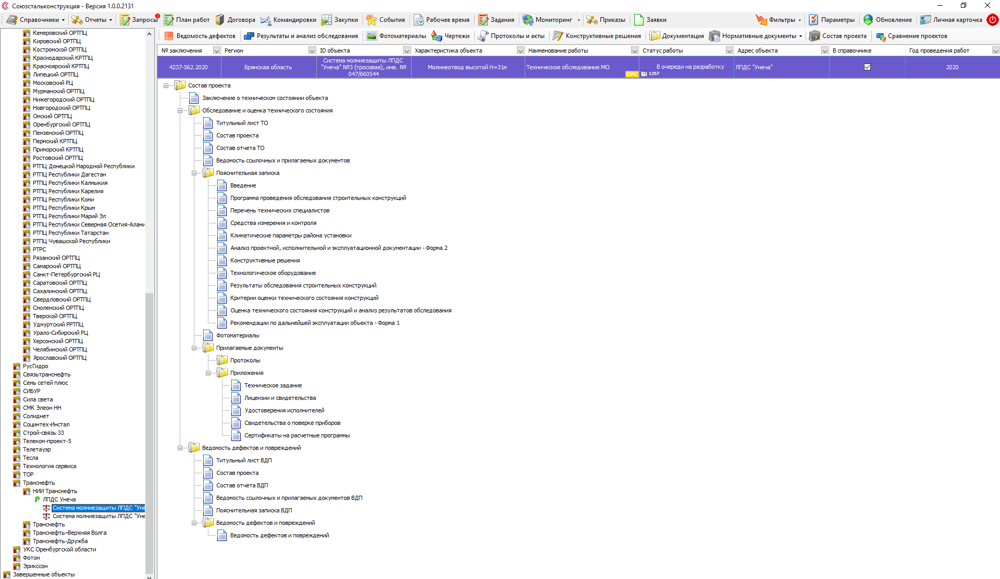 Союзстальконструкция - Версия 1.0.0.2131
Справочники
Отчеты
Запросы
3
План работ
Договора
Командировки
Закупки
События
Рабочее время
Задания
Мониторинг
Приказы
Заявки
Фильтры
Параметры
Обновление
Личная карточка
Ведомость дефектов
Результаты и анализ обследования
Фотоматериалы
Чертежи
Протоколы и акты
Конструктивные решения
Документация
Нормативные документы
Состав проекта
Сравнение проектов
№ заключения
Регион
ID объекта
Характеристика объекта
Наименование работы
Статус работы
Адрес объекта
В справочнике
Год проведения работ
4237-562.2020
Брянская область
Система молниезащиты ЛПДС
"Унеча" №3 (тросовая), инв. №
047/660544
Молниеотвод высотой Н=31м
Техническое обследование МО
ОРС
В очереди на разработку
1257
ЛПДС "Унеча"
2020
Кемеровский ОРТПЦ
Кировский ОРТПЦ
Костромской ОРТПЦ
Краснодарский КРТПЦ
Красноярский КРТПЦ
Липецкий ОРТПЦ
Московский РЦ
Мурманский ОРТПЦ
Нижегородский ОРТПЦ
Новгородский ОРТПЦ
Омский ОРТПЦ
Оренбургский ОРТПЦ
Пензенский ОРТПЦ
Пермский КРТПЦ
Приморский КРТПЦ
Ростовский ОРТПЦ
РТПЦ Донецкой Народной Республики
РТПЦ Республики Дагестан
РТПЦ Республики Калмыкия
РТПЦ Республики Карелия
РТПЦ Республики Коми
РТПЦ Республики Крым
РТПЦ Республики Марий Эл
РТПЦ Республики Северная Осетия-Алани
РТПЦ Республики Татарстан
РТПЦ Чувашской Республики
РТРС
Рязанский ОРТПЦ
Самарский ОРТПЦ
Санкт-Петербургский РЦ
Саратовский ОРТПЦ
Сахалинский ОРТПЦ
Свердловский ОРТПЦ
Смоленский ОРТПЦ
Тверской ОРТПЦ
Удмуртский РРТПЦ
Урало-Сибирский РЦ
Херсонский ОРТПЦ
Челябинский ОРТПЦ
Ярославский ОРТПЦ
РусГидро
Связьтранснефть
Семь сетей плюс
СИБУР
Сила света
СМК Элеон НН
Солиднет
Социнтех-Инстал
Строй-связь 33
Телеком-проект-5
Телетауэр
Тесла
Технология сервиса
ТОР
Транснефть
НИИ Транснефть
ЛПДС Унеча
Система молниезащиты ЛПДС "Уне
Система молниезащиты ЛПДС "Уне
Транснефть
Транснефть–Верхняя Волга
Транснефть-Дружба
УКС Оренбургской области
Фотон
Эрикссон
Завершенные объекты
Состав проекта
Заключение о техническом состоянии объекта
Обследование и оценка технического состояния
Титульный лист ТО
Состав проекта
Состав отчета ТО
Ведомость ссылочных и прилагаемых документов
Пояснительная записка
Введение
Программа проведения обследования строительных конструкций
Перечень технических специалистов
Средства измерения и контроля
Климатические параметры района установки
Анализ проектной, исполнительной и эксплуатационной документации - Форма 2
Конструктивные решения
Технологическое оборудование
Результаты обследования строительных конструкций
Критерии оценки технического состояния конструкций
Оценка технического состояния конструкций и анализ результатов обследования
Рекомендации по дальнейшей эксплуатации объекта - Форма 1
Фотоматериалы
Прилагаемые документы
Протоколы
Приложения
Техническое задание
Лицензии и свидетельства
Удостоверения исполнителей
Свидетельства о поверке приборов
Сертификаты на расчетные программы
Ведомость дефектов и повреждений
Титульный лист ВДП
Состав проекта
Состав отчета ВДП
Ведомость ссылочных и прилагаемых документов ВДП
Пояснительная записка ВДП
Ведомость дефектов и повреждений
Ведомость дефектов и повреждений